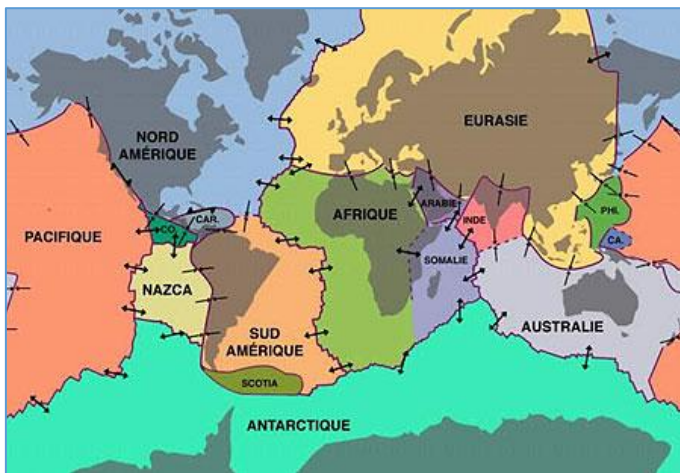 NORD
AMÉRIQUE
EURASIE
CO.
CAR.
AFRIQUE
ARABIE
INDE
PHI.
CA.
PACIFIQUE
SOMALIE
NAZCA
SUD
AMÉRIQUE
AUSTRALIE
SCOTIA
ANTARCTIQUE